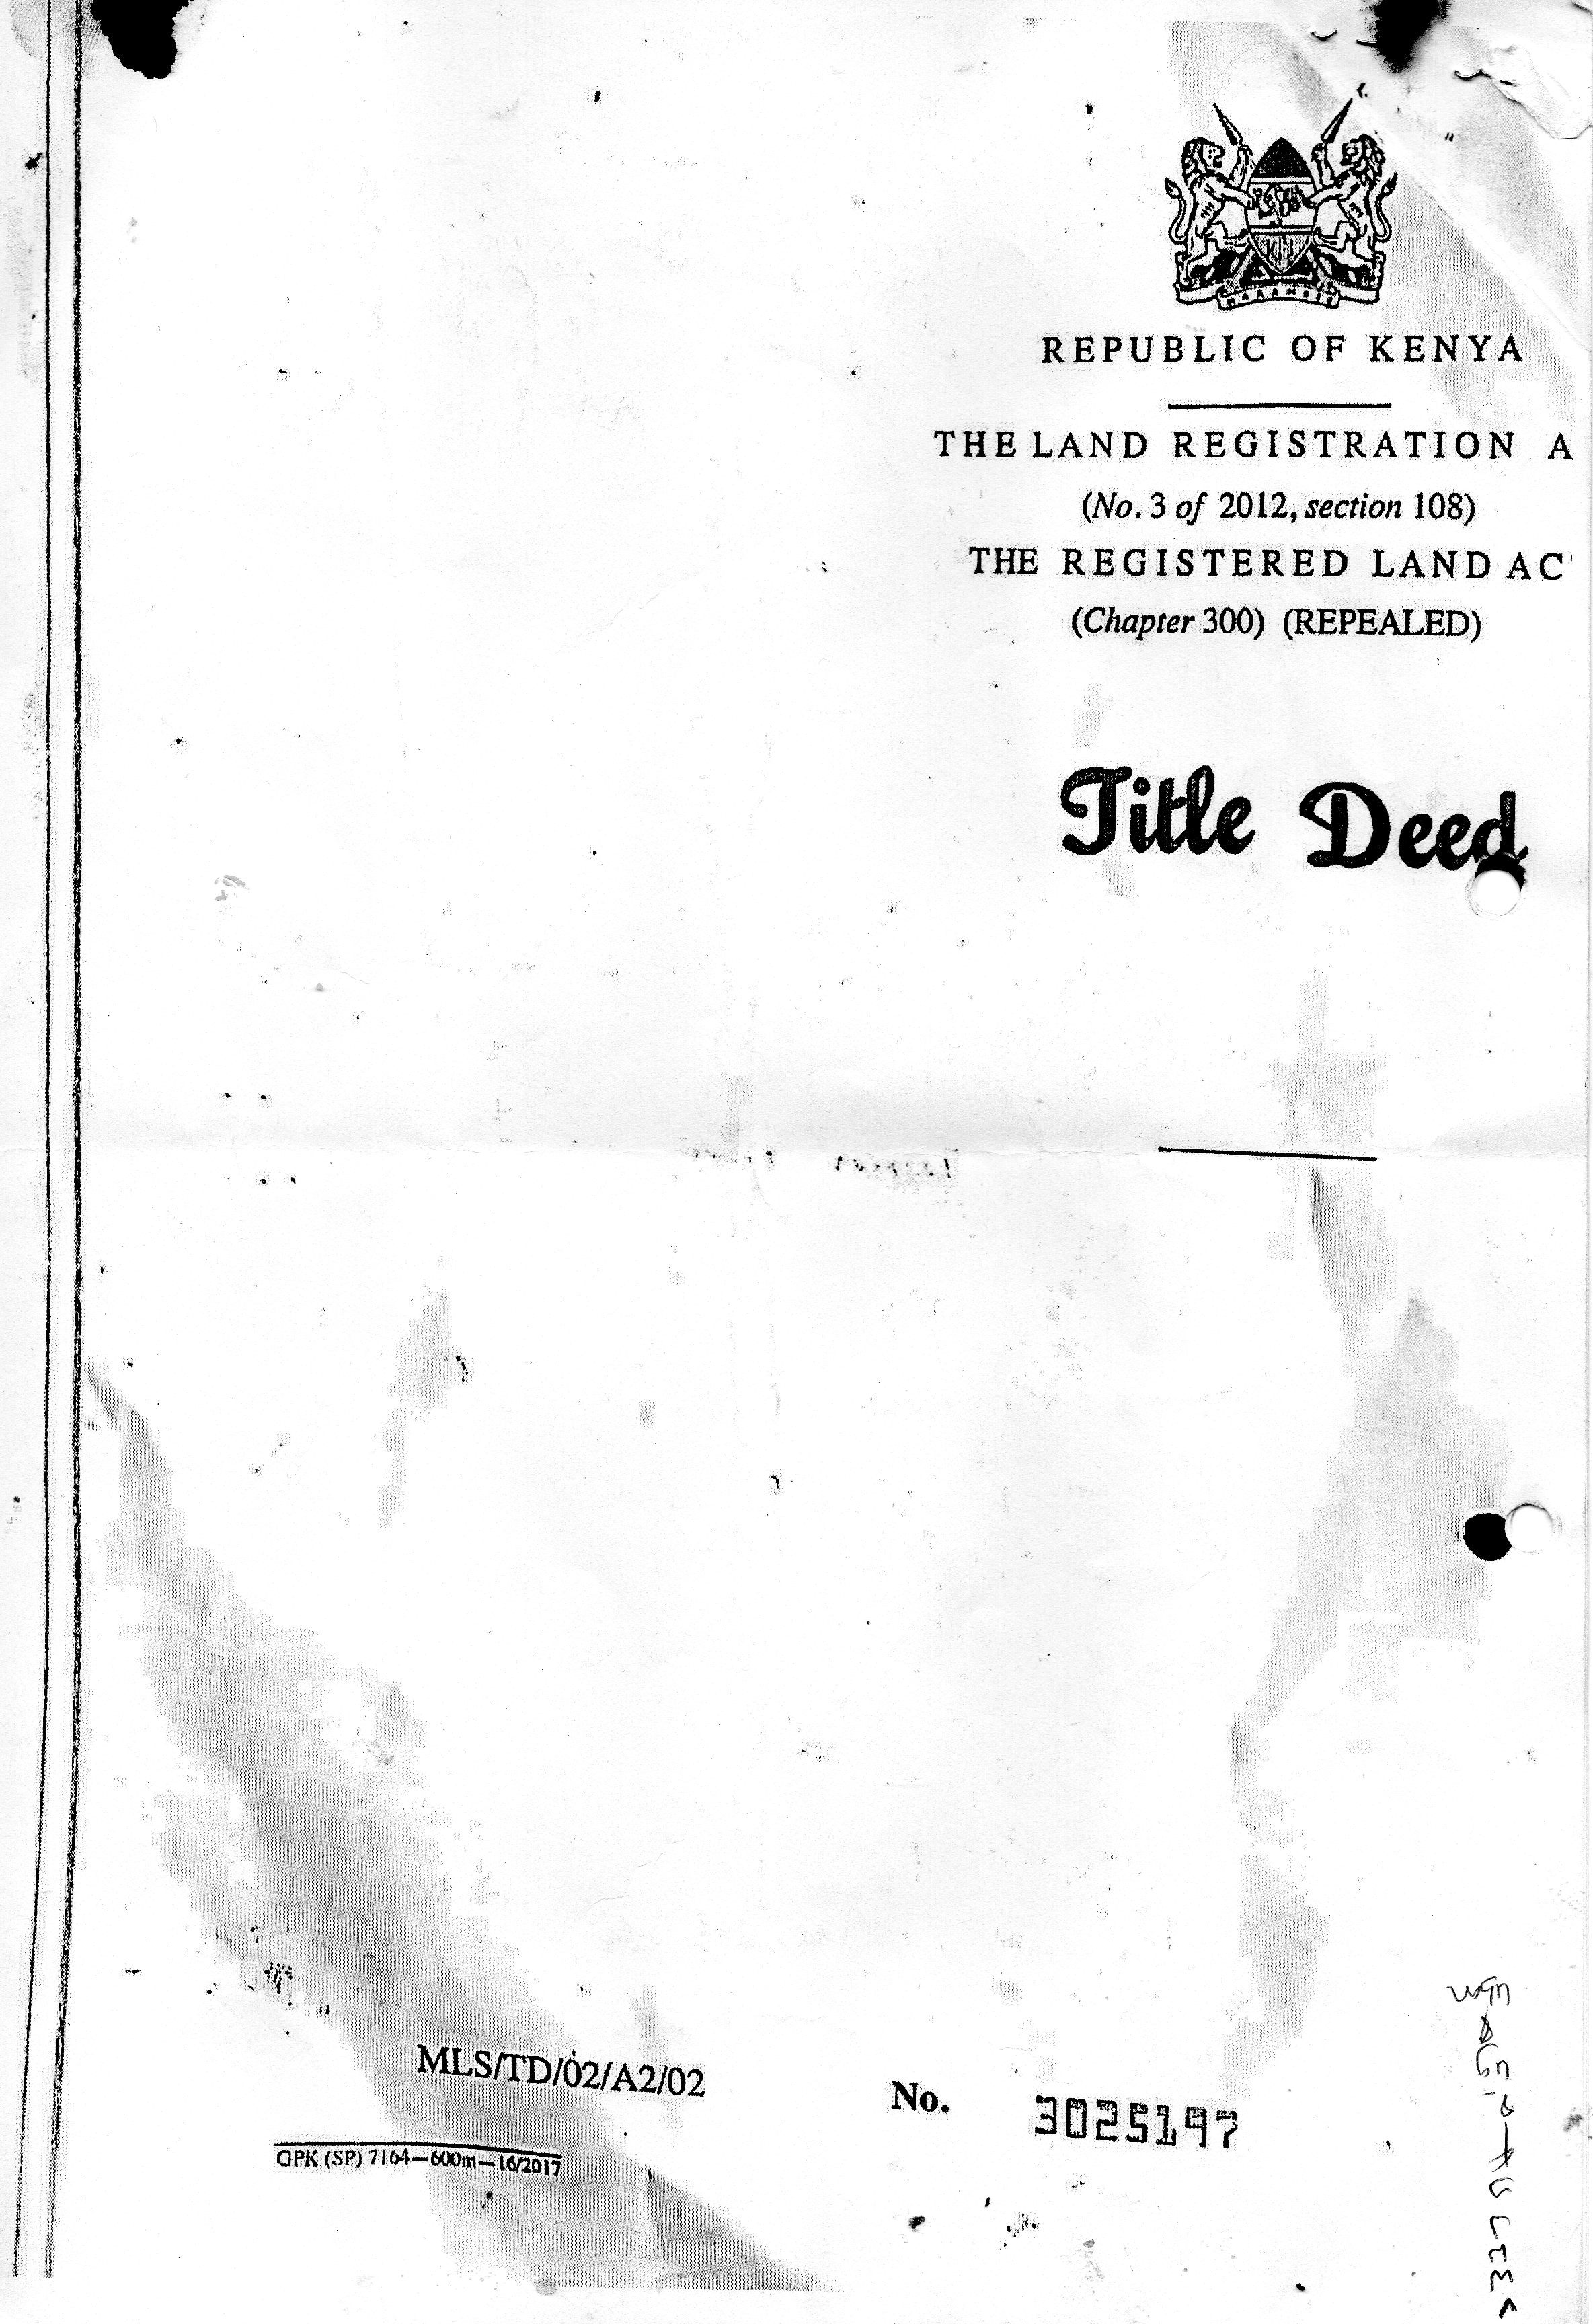 HARAMBEE
REPUBLIC OF KENYA
THE LAND REGISTRATION A
(No. 3 of 2012, section 108)
THE REGISTERED LAND AC
(Chapter 300) (REPEALED)
Title Deed
MLS/TD/02/A2/02
No. 3025197
GPK (SP) 7164—600m—16/2017